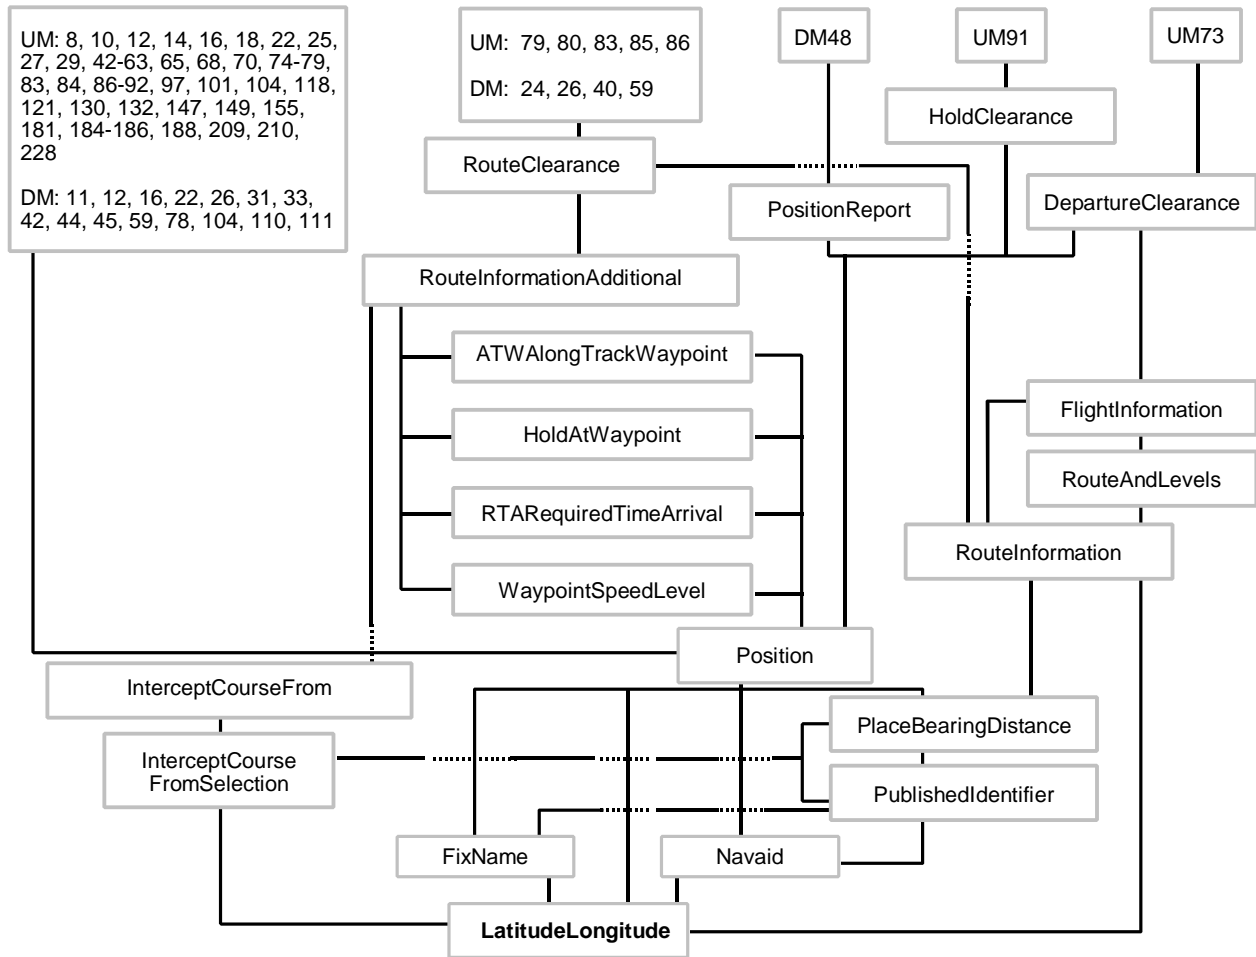 UM: 8, 10, 12, 14, 16, 18, 22, 25,
27, 29, 42-63, 65, 68, 70, 74-79,
83, 84, 86-92, 97, 101, 104, 118,
121, 130, 132, 147, 149, 155,
181, 184-186, 188, 209, 210,
228
DM: 11, 12, 16, 22, 26, 31, 33,
42, 44, 45, 59, 78, 104, 110, 111
UM: 79, 80, 83, 85, 86
DM: 24, 26, 40, 59
DM48
UM91
UM73
HoldClearance
RouteClearance
PositionReport
DepartureClearance
RouteInformationAdditional
ATWAlongTrackWaypoint
FlightInformation
HoldAtWaypoint
RouteAndLevels
RTARequiredTimeArrival
RouteInformation
WaypointSpeedLevel
Position
InterceptCourseFrom
PlaceBearingDistance
InterceptCourse
FromSelection
PublishedIdentifier
FixName
Navaid
LatitudeLongitude